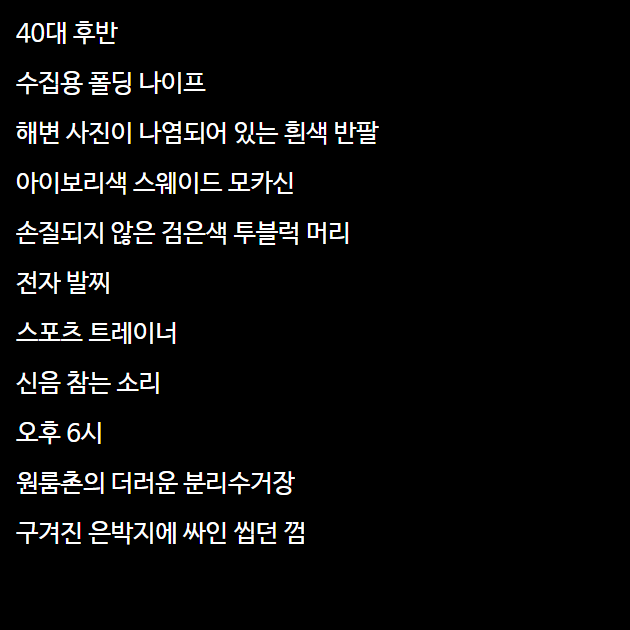 40대 후반
수집용 폴딩 나이프
해변 사진이 나염되어 있는 흰색 반팔
아이보리색 스웨이드 모카신
손질되지 않은 검은색 투블럭 머리
전자 발찌
스포츠 트레이너
신음 참는 소리
오후 6시
원룸촌의 더러운 분리수거장
구겨진 은박지에 싸인 씹던 껌